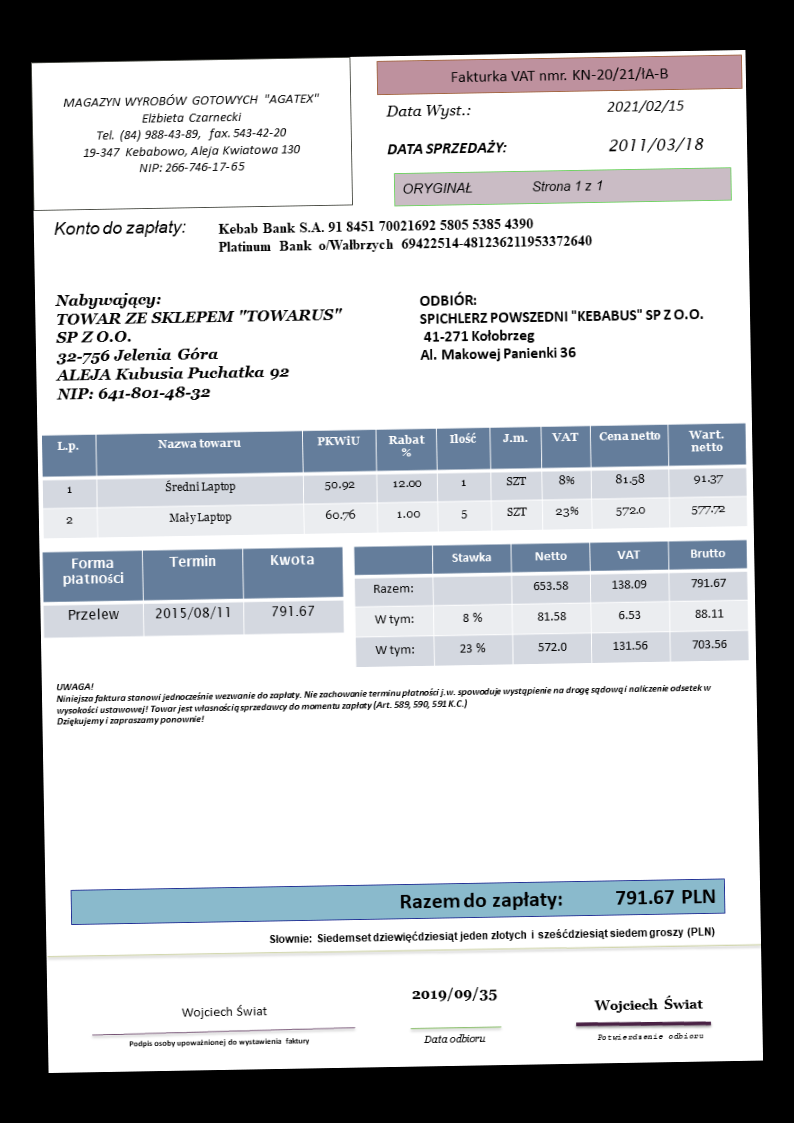 MAGAZYN WYROBÓW GOTOWYCH "AGATEX"
Elżbieta Czarnecki
Tel. (84) 988-43-89, fax. 543-42-20
19-347 Kebabowo, Aleja Kwiatowa 130
NIP: 266-746-17-65
Fakturka VAT nmr. KN-20/21/IA-B
Data Wyst.: 2021/02/15
DATA SPRZEDAŻY: 2011/03/18
ORYGINAŁ Strona 1 z 1
Konto do zapłaty: Kebab Bank S.A. 91 8451 70021692 5805 5385 4390
Platinum Bank o/Wałbrzych 69422514-481236211953372640
Nabywający:
TOWAR ZE SKLEPEM "TOWARUS"
SP Z O.O.
32-756 Jelenia Góra
ALEJA Kubusia Puchatka 92
NIP: 641-801-48-32
ODBIÓR:
SPICHLERZ POWSZEDNI "KEBABUS" SP Z O.O.
41-271 Kołobrzeg
Al. Makowej Panienki 36
L.p. Nazwa towaru PKWiU Rabat % Ilość J.m. VAT Cena netto Wart. netto
1 Średni Laptop 50.92 12.00 1 SZT 8% 81.58 91.37
2 Mały Laptop 60.76 1.00 5 SZT 23% 572.0 577.72
Forma płatności Termin Kwota
Przelew 2015/08/11 791.67
Stawka Netto VAT Brutto
Razem: 653.58 138.09 791.67
W tym: 8 % 81.58 6.53 88.11
W tym: 23 % 572.0 131.56 703.56
UWAGA!
Niniejsza faktura stanowi jednocześnie wezwanie do zapłaty. Nie zachowanie terminu płatności j.w. spowoduje wystąpienie na drogę sądową i naliczenie odsetek w
wysokości ustawowej! Towar jest własnością sprzedawcy do momentu zapłaty (Art. 589, 590, 591 K.C.)
Dziękujemy i zapraszamy ponownie!
Razem do zapłaty: 791.67 PLN
Słownie: Siedemset dziewięćdziesiąt jeden złotych i sześćdziesiąt siedem groszy (PLN)
Wojciech Świat
Podpis osoby upoważnionej do wystawienia faktury
2019/09/35
Data odbioru
Wojciech Świat
Potwierdzenie odbioru